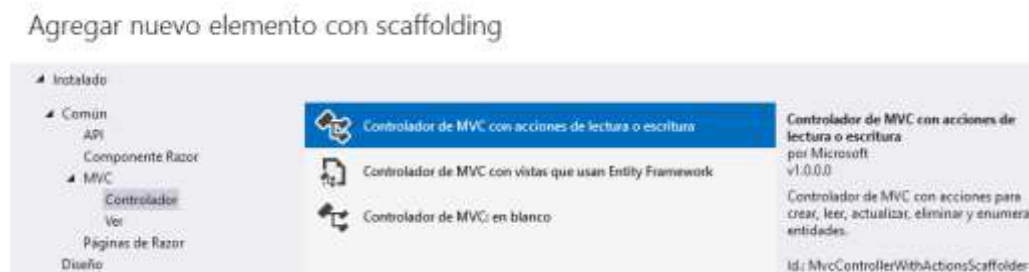 Agregar nuevo elemento con scaffolding
Instalado
Común
API
Componente Razor
MVC
Controlador
Ver
Páginas de Razor
Diseño
Controlador de MVC con acciones de lectura o escritura
Controlador de MVC con vistas que usan Entity Framework
Controlador de MVC: en blanco
Controlador de MVC con acciones de
lectura o escritura
por Microsoft
v1.0.0.0
Controlador de MVC con acciones para
crear, leer, actualizar, eliminar y enumera
entidades.
Id.: MvcControllerWithActionsScaffolder